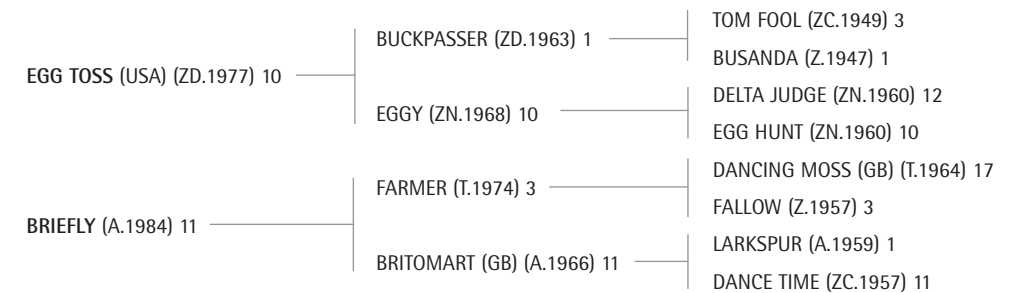 TOM FOOL (ZC.1949) 3
BUCKPASSER (ZD.1963) 1
BUSANDA (Z.1947) 1
EGG TOSS (USA) (ZD.1977) 10
DELTA JUDGE (ZN.1960) 12
EGGY (ZN.1968) 10
EGG HUNT (ZN.1960) 10
DANCING MOSS (GB) (T.1964) 17
FARMER (T.1974) 3
FALLOW (Z.1957) 3
BRIEFLY (A.1984) 11
LARKSPUR (A.1959) 1
BRITOMART (GB) (A.1966) 11
DANCE TIME (ZC.1957) 11